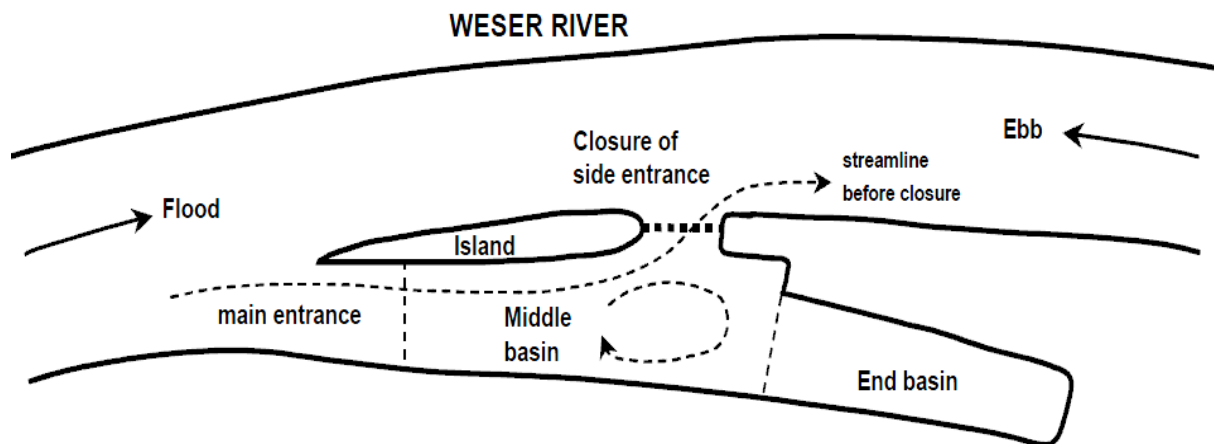 WESER RIVER
Ebb
Closure of
side entrance
streamline
before closure
Flood
Island
main entrance
Middle
basin
End basin